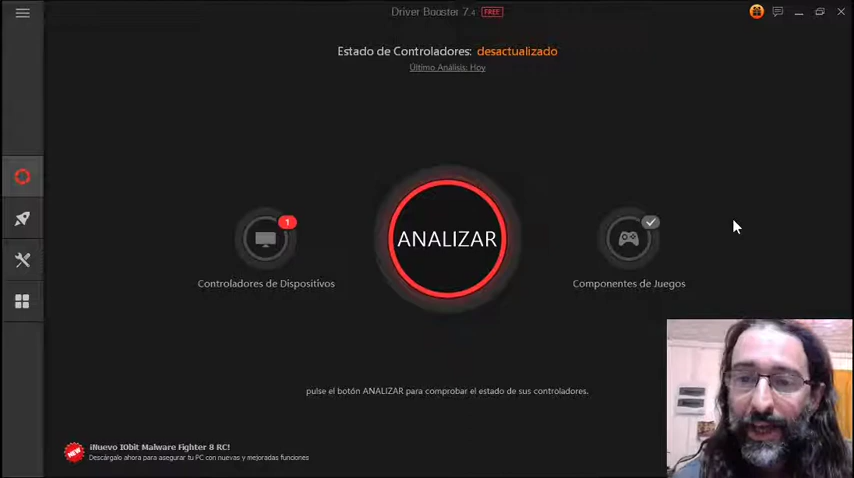 Driver Booster 7.4 FREE
Estado de Controladores: desactualizado
Último Análisis: Hoy
1
ANALIZAR
Controladores de Dispositivos
Componentes de Juegos
pulse el botón ANALIZAR para comprobar el estado de sus controladores.
NEW
¡Nuevo IObit Malware Fighter 8 RC!
Descárgalo ahora para asegurar tu PC con nuevas y mejoradas funciones